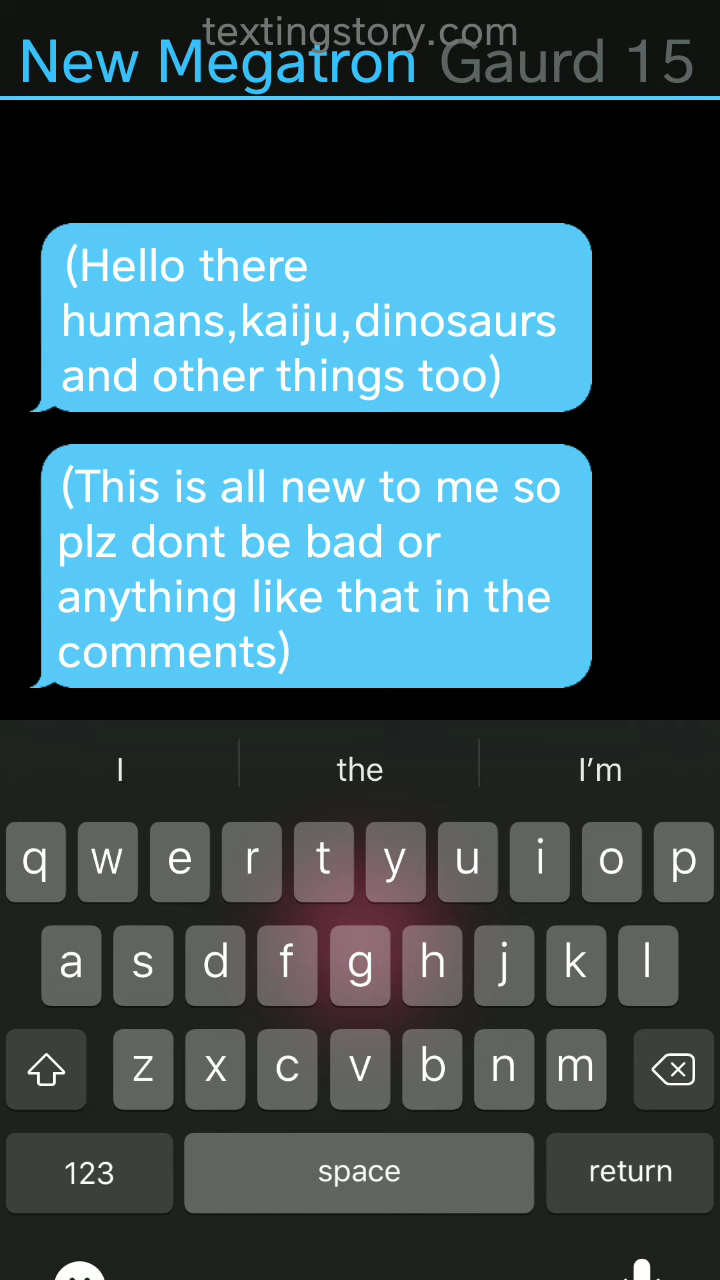 textingstory.com
New Megatron Gaurd 15
(Hello there
humans,kaiju,dinosaurs
and other things too)
(This is all new to me so
plz dont be bad or
anything like that in the
comments)
I the I’m
q w e r t y u i o p
a s d f g h j k l
z x c v b n m
123 space return